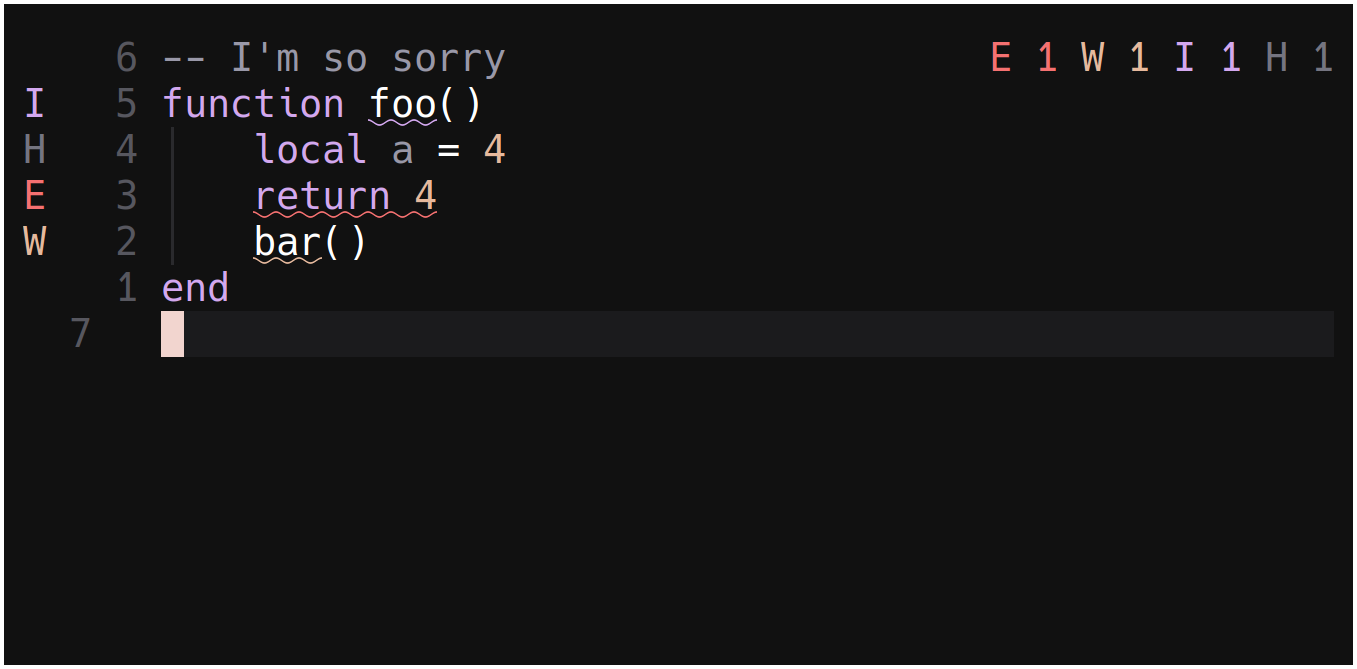 6 -- I'm so sorry E 1 W 1 I 1 H 1
I 5 function foo()
H 4     local a = 4
E 3     return 4
W 2     bar()
1 end
7